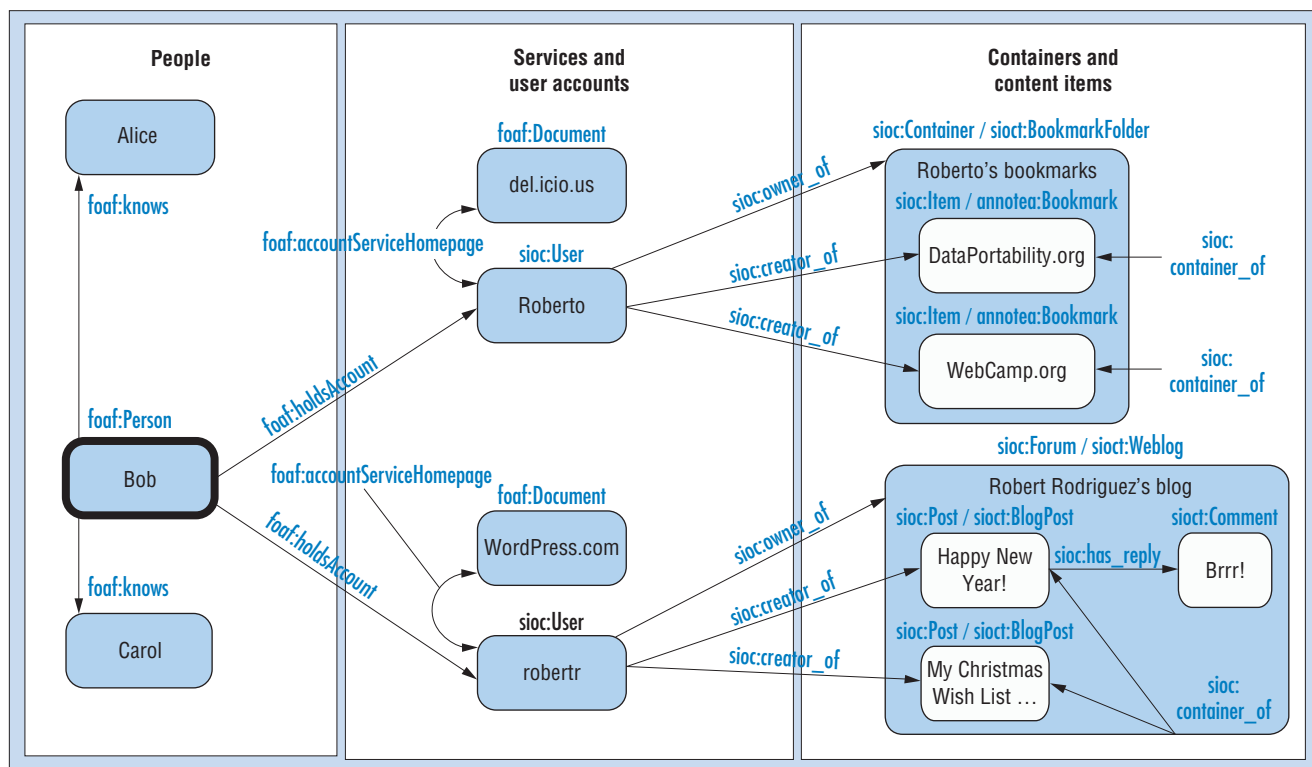 People
Alice
foaf:knows
foaf:Person
Bob
foaf:knows
Carol
Services and
user accounts
foaf:Document
del.icio.us
foaf:accountServiceHomepage
sioc:User
Roberto
foaf:holdsAccount
foaf:accountServiceHomepage
foaf:Document
WordPress.com
foaf:holdsAccount
sioc:User
robertr
Containers and
content items
sioc:Container / sioct:BookmarkFolder
sioc:owner_of
Roberto’s bookmarks
sioc:Item / annotea:Bookmark
sioc:creator_of
DataPortability.org
sioc:
container_of
sioc:Item / annotea:Bookmark
sioc:creator_of
WebCamp.org
sioc:
container_of
sioc:Forum / sioct:Weblog
sioc:owner_of
Robert Rodriguez’s blog
sioc:Post / sioct:BlogPost
sioct:Comment
sioc:creator_of
Happy New
Year!
sioc:has_reply
Brrr!
sioc:Post / sioct:BlogPost
sioc:creator_of
My Christmas
Wish List …
sioc:
container_of